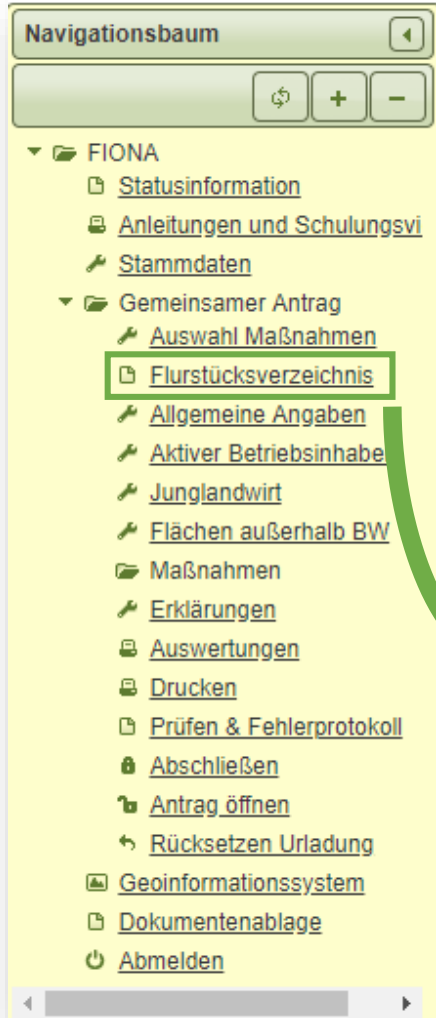 Navigationsbaum
FIONA
Statusinformation
Anleitungen und Schulungsvi
Stammdaten
Gemeinsamer Antrag
Auswahl Maßnahmen
Flurstücksverzeichnis
Allgemeine Angaben
Aktiver Betriebsinhabe
Junglandwirt
Flächen außerhalb BW
Maßnahmen
Erklärungen
Auswertungen
Drucken
Prüfen & Fehlerprotokoll
Abschließen
Antrag öffnen
Rücksetzen Urladung
Geoinformationssystem
Dokumentenablage
Abmelden